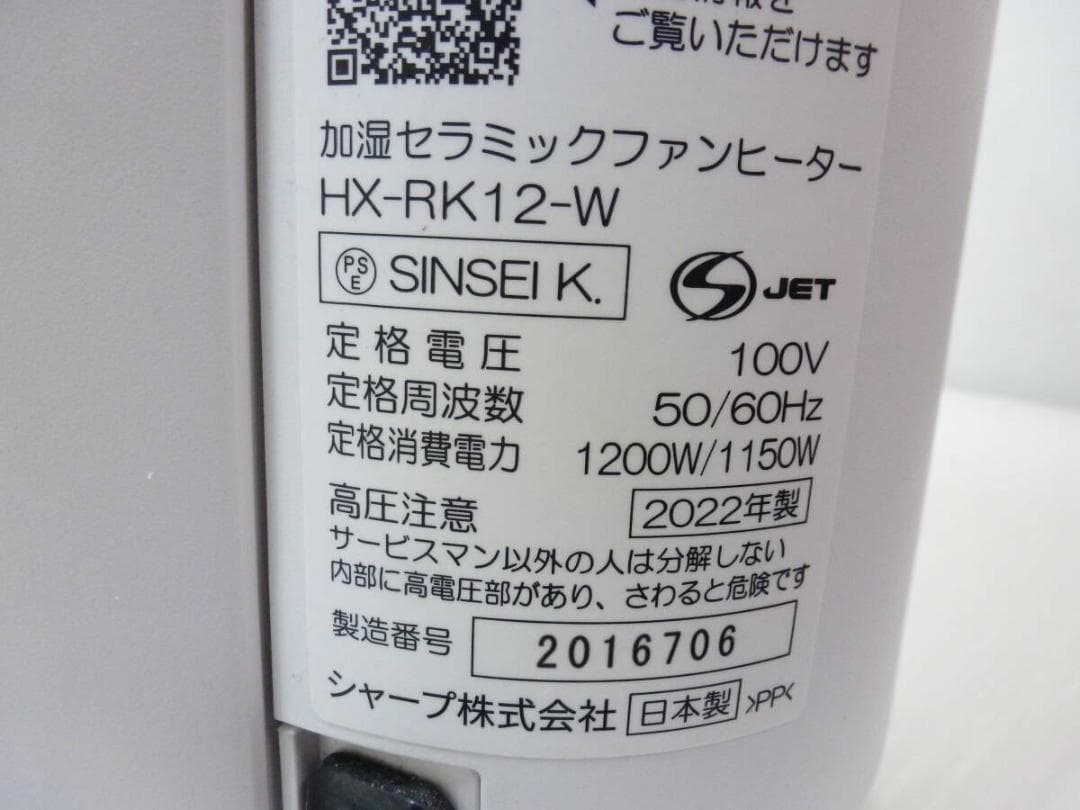 ご覧いただけます
加湿セラミックファンヒーター
HX-RK12-W
PSE SINSEI K.
S JET
定格電圧 100V
定格周波数 50/60Hz
定格消費電力 1200W/1150W
高圧注意 2022年製
サービスマン以外の人は分解しない
内部に高電圧部があり、さわると危険です
製造番号 2016706
シャープ株式会社 日本製 >PP<